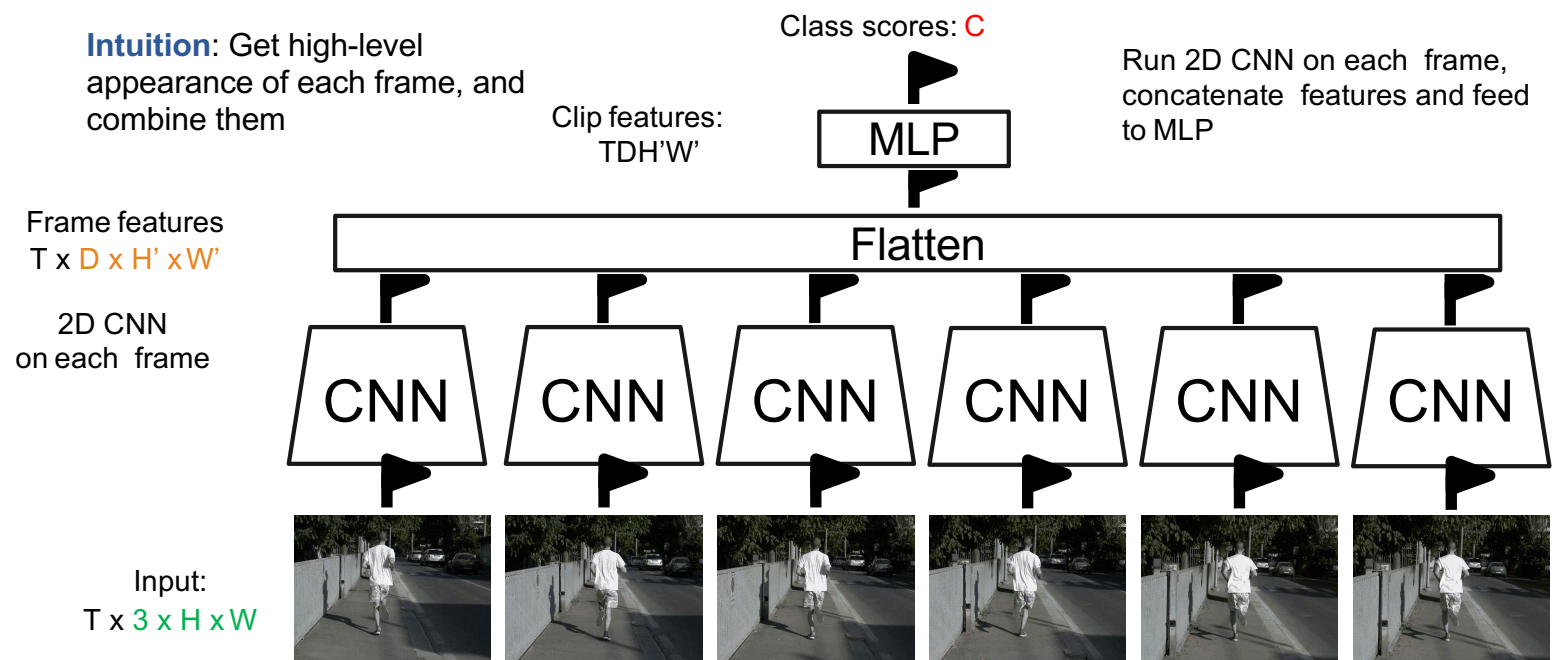 Intuition: Get high-level
appearance of each frame, and
combine them
Class scores: C
Run 2D CNN on each frame,
concatenate features and feed
to MLP
Clip features:
TDH’W’
MLP
Frame features
T x D x H’ x W’
Flatten
2D CNN
on each frame
CNN CNN CNN CNN CNN CNN
Input:
T x 3 x H x W